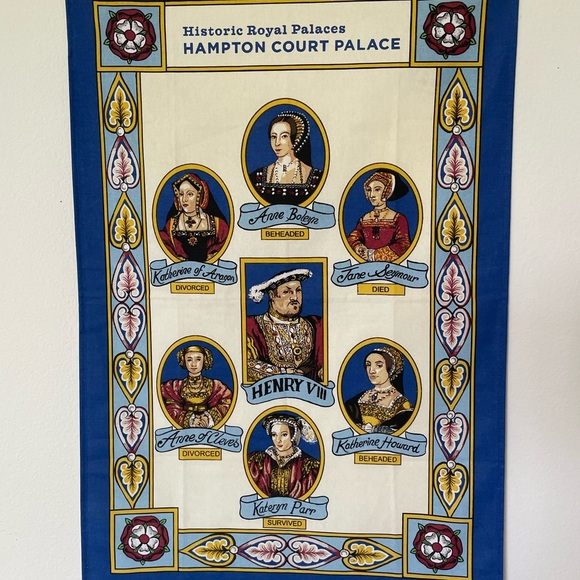 Historic Royal Palaces
HAMPTON COURT PALACE
Anne Boleyn
BEHEADED
Katherine of Aragon
DIVORCED
Jane Seymour
DIED
HENRY VIII
Anne of Cleves
DIVORCED
Katherine Howard
BEHEADED
Kateryn Parr
SURVIVED